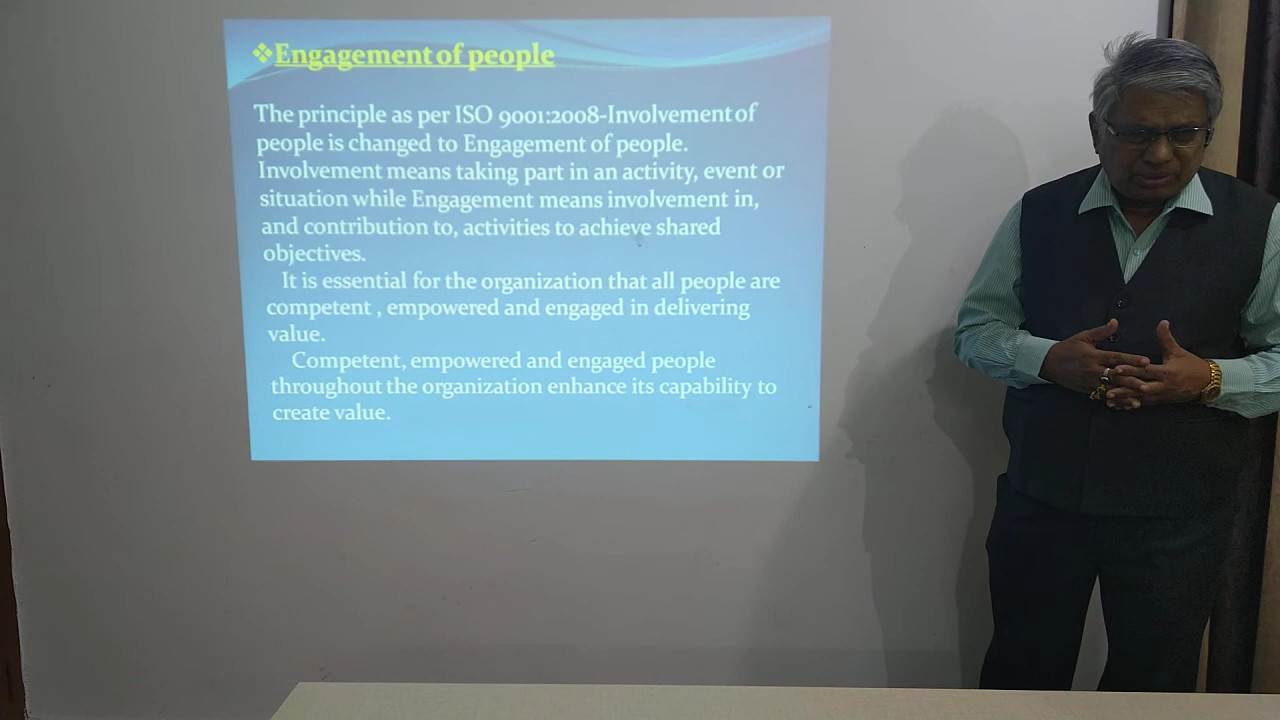 ❖Engagement of people
The principle as per ISO 9001:2008-Involvement of
people is changed to Engagement of people.
Involvement means taking part in an activity, event or
situation while Engagement means involvement in,
and contribution to, activities to achieve shared
objectives.
It is essential for the organization that all people are
competent , empowered and engaged in delivering
value.
Competent, empowered and engaged people
throughout the organization enhance its capability to
create value.